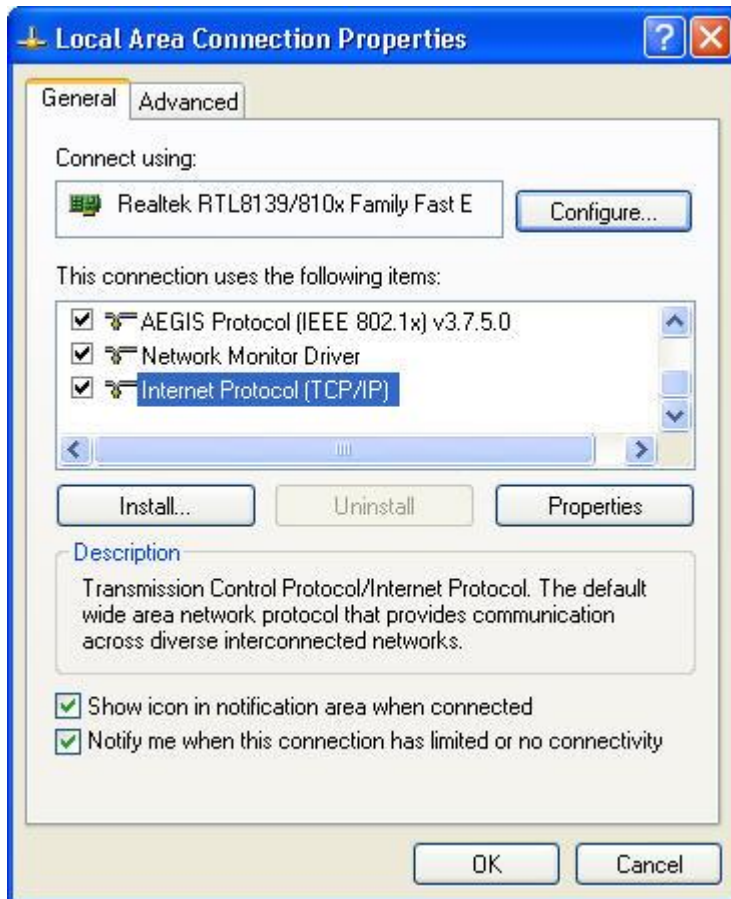 Local Area Connection Properties
General Advanced
Connect using:
Realtek RTL8139/810x Family Fast E
Configure...
This connection uses the following items:
AEGIS Protocol (IEEE 802.1x) v3.7.5.0
Network Monitor Driver
Internet Protocol (TCP/IP)
Install... Uninstall Properties
Description
Transmission Control Protocol/Internet Protocol. The default
wide area network protocol that provides communication
across diverse interconnected networks.
Show icon in notification area when connected
Notify me when this connection has limited or no connectivity
OK Cancel